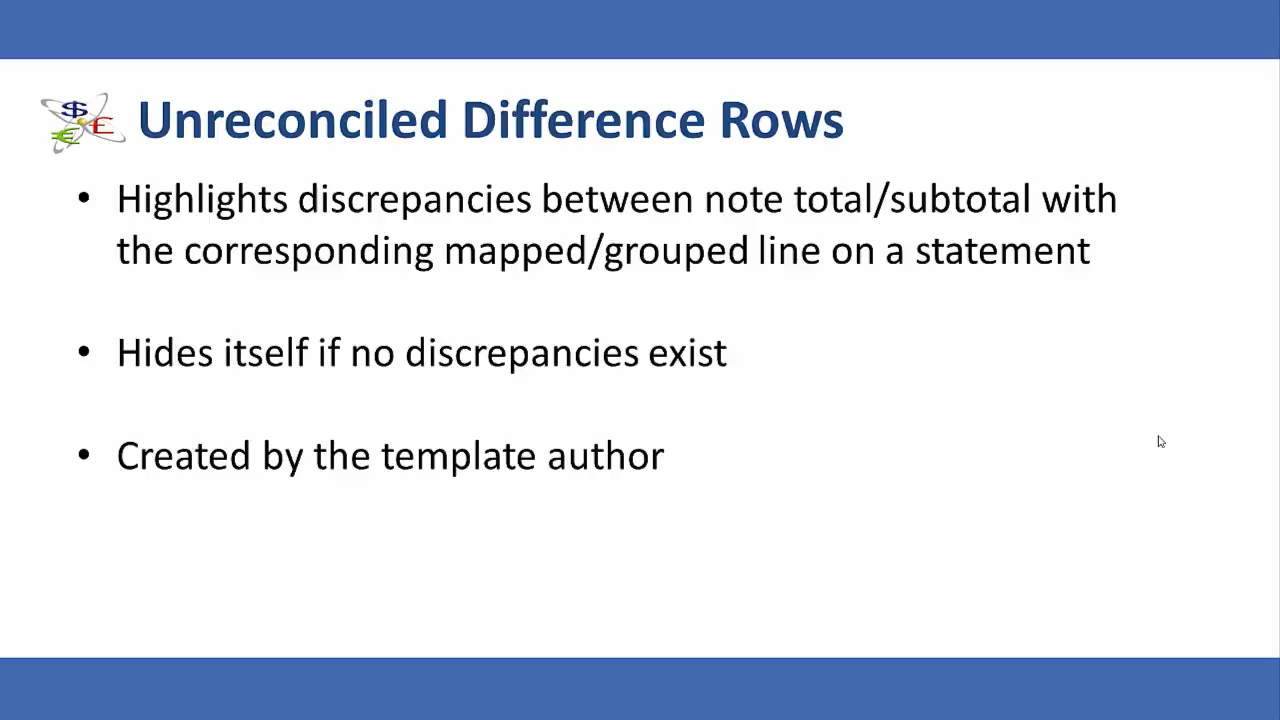 Unreconciled Difference Rows
• Highlights discrepancies between note total/subtotal with
the corresponding mapped/grouped line on a statement
• Hides itself if no discrepancies exist
• Created by the template author